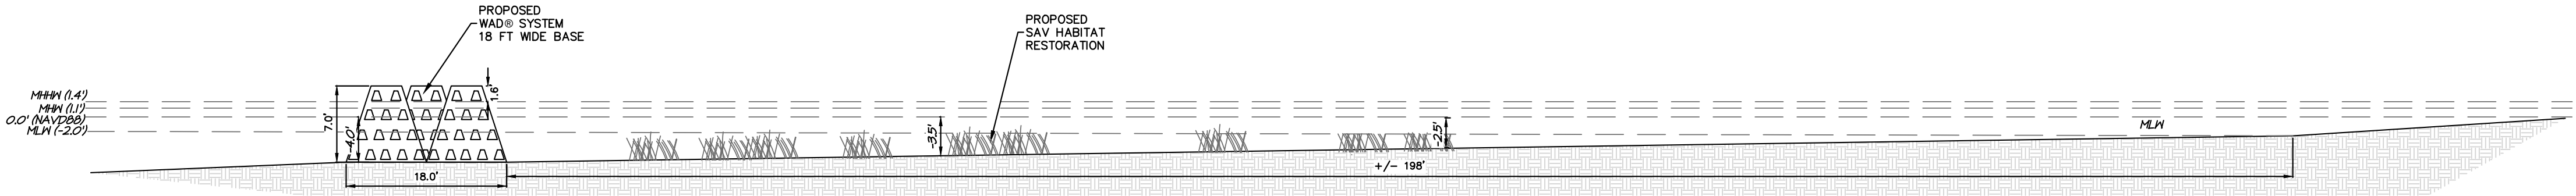 PROPOSED
WAD® SYSTEM
18 FT WIDE BASE
PROPOSED
SAV HABITAT
RESTORATION
MHHW (1.4')
MHW (1.1')
0.0' (NAVD88)
MLW (-2.0')
7.0'
-4.0'
1.6'
-3.5'
-2.5'
MLW
18.0'
+/- 198'